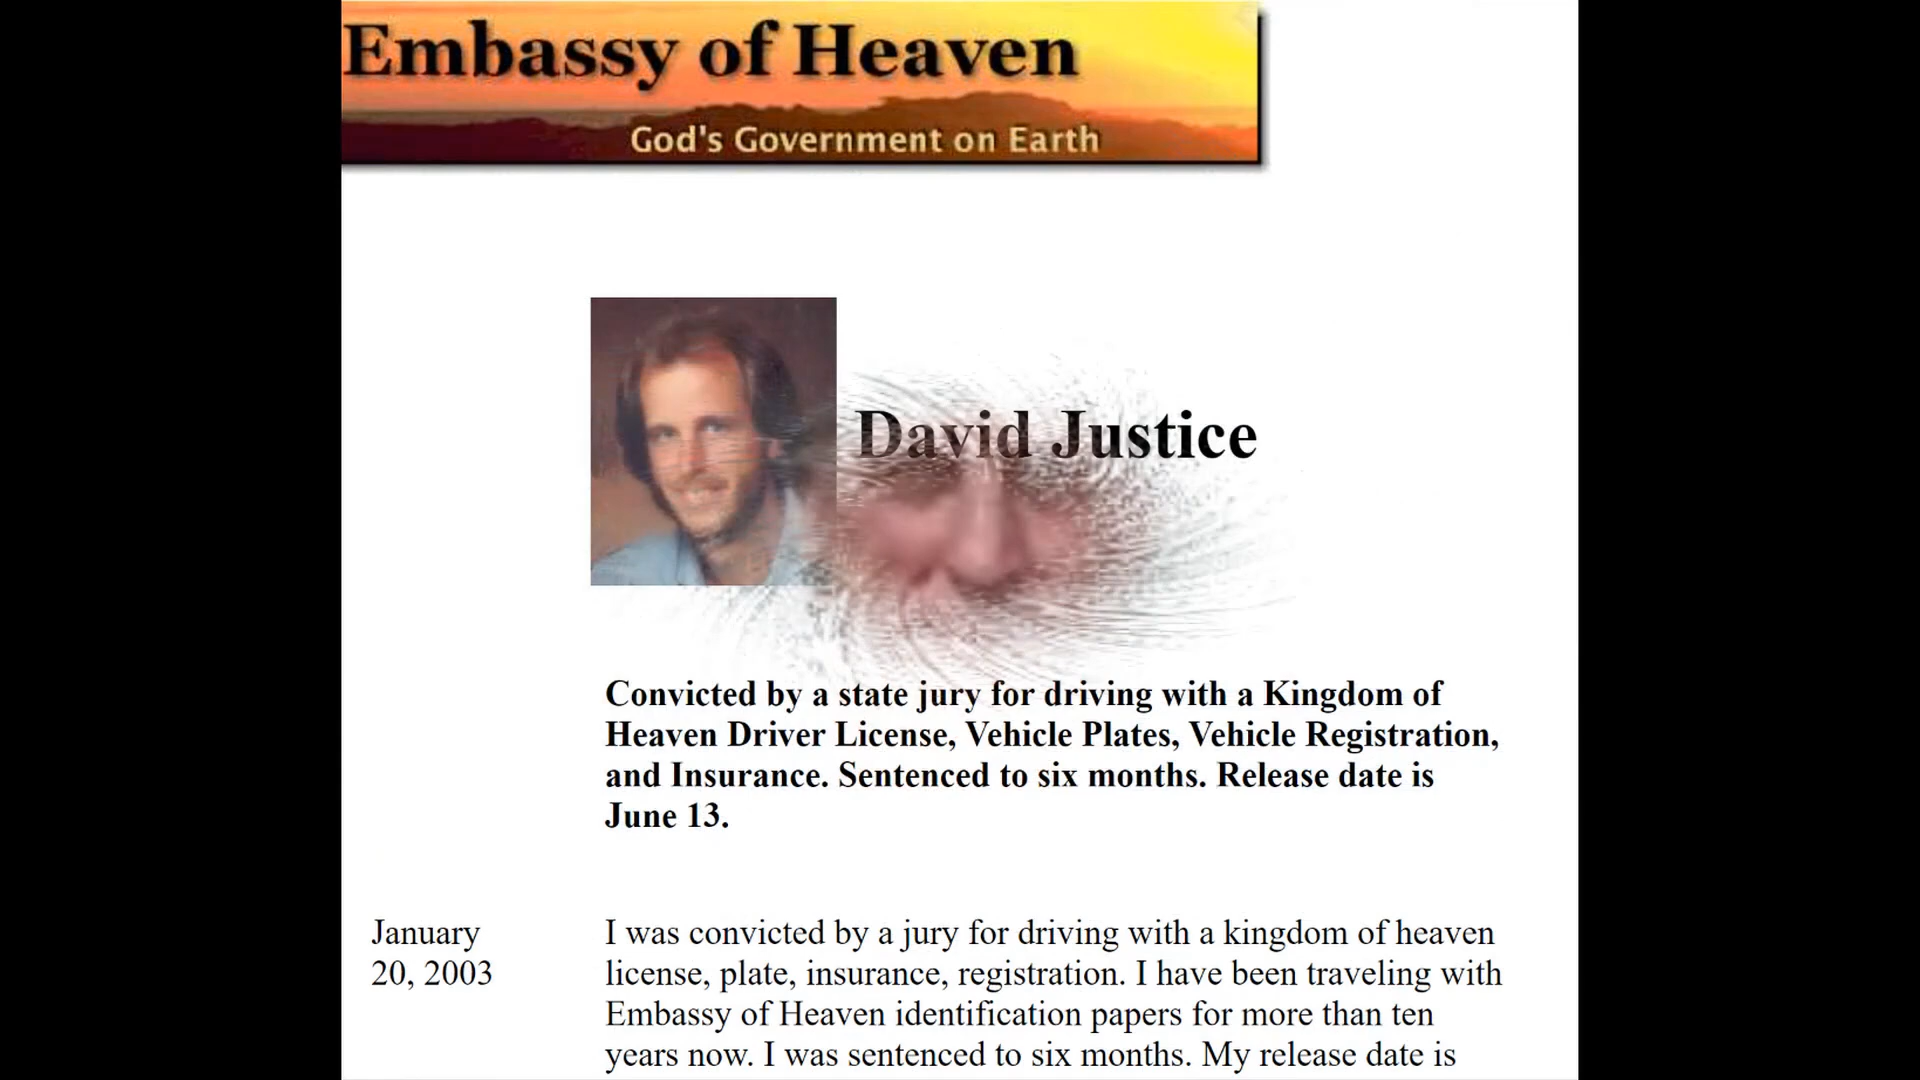 Embassy of Heaven
God's Government on Earth
David Justice
Convicted by a state jury for driving with a Kingdom of
Heaven Driver License, Vehicle Plates, Vehicle Registration,
and Insurance. Sentenced to six months. Release date is
June 13.
January
20, 2003
I was convicted by a jury for driving with a kingdom of heaven
license, plate, insurance, registration. I have been traveling with
Embassy of Heaven identification papers for more than ten
years now. I was sentenced to six months. My release date is